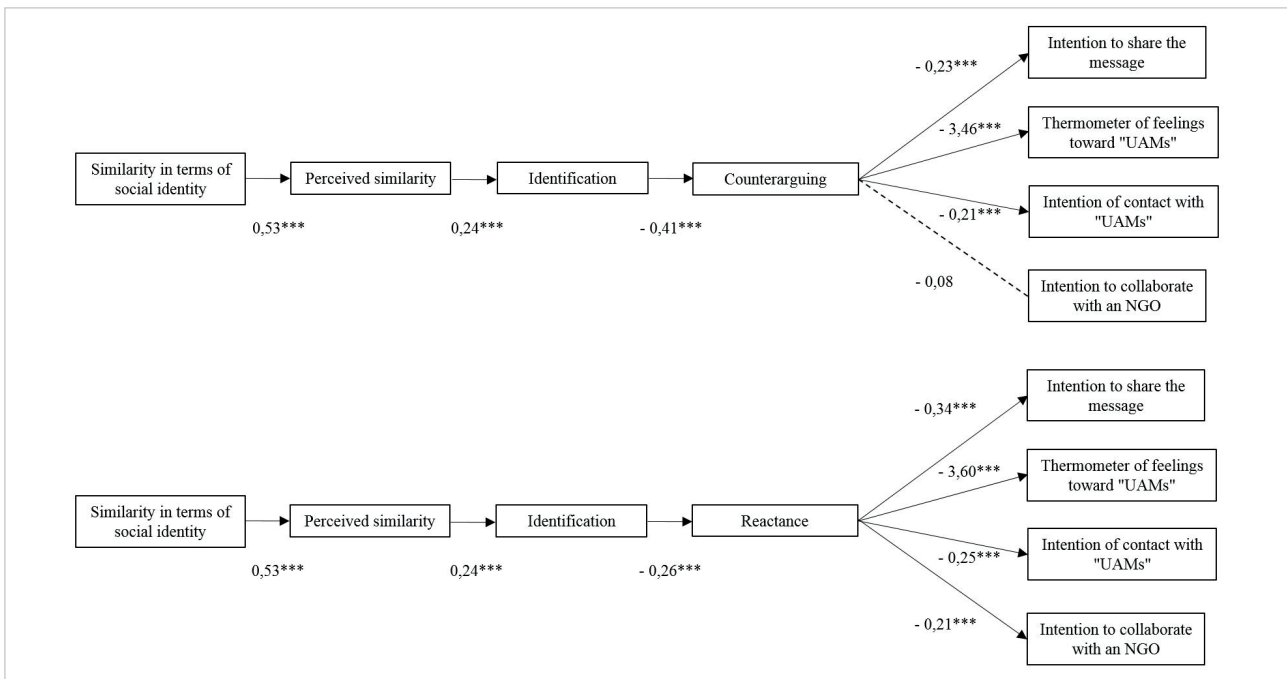 Intention to share the
message
- 0,23***
- 3,46***
Thermometer of feelings
toward "UAMs"
Similarity in terms of
social identity
Perceived similarity
Identification
Counterarguing
0,53***
0,24***
- 0,41***
- 0,21***
Intention of contact with
"UAMs"
- 0,08
Intention to collaborate
with an NGO
Intention to share the
message
- 0,34***
- 3,60***
Thermometer of feelings
toward "UAMs"
Similarity in terms of
social identity
Perceived similarity
Identification
Reactance
0,53***
0,24***
- 0,26***
- 0,25***
Intention of contact with
"UAMs"
- 0,21***
Intention to collaborate
with an NGO